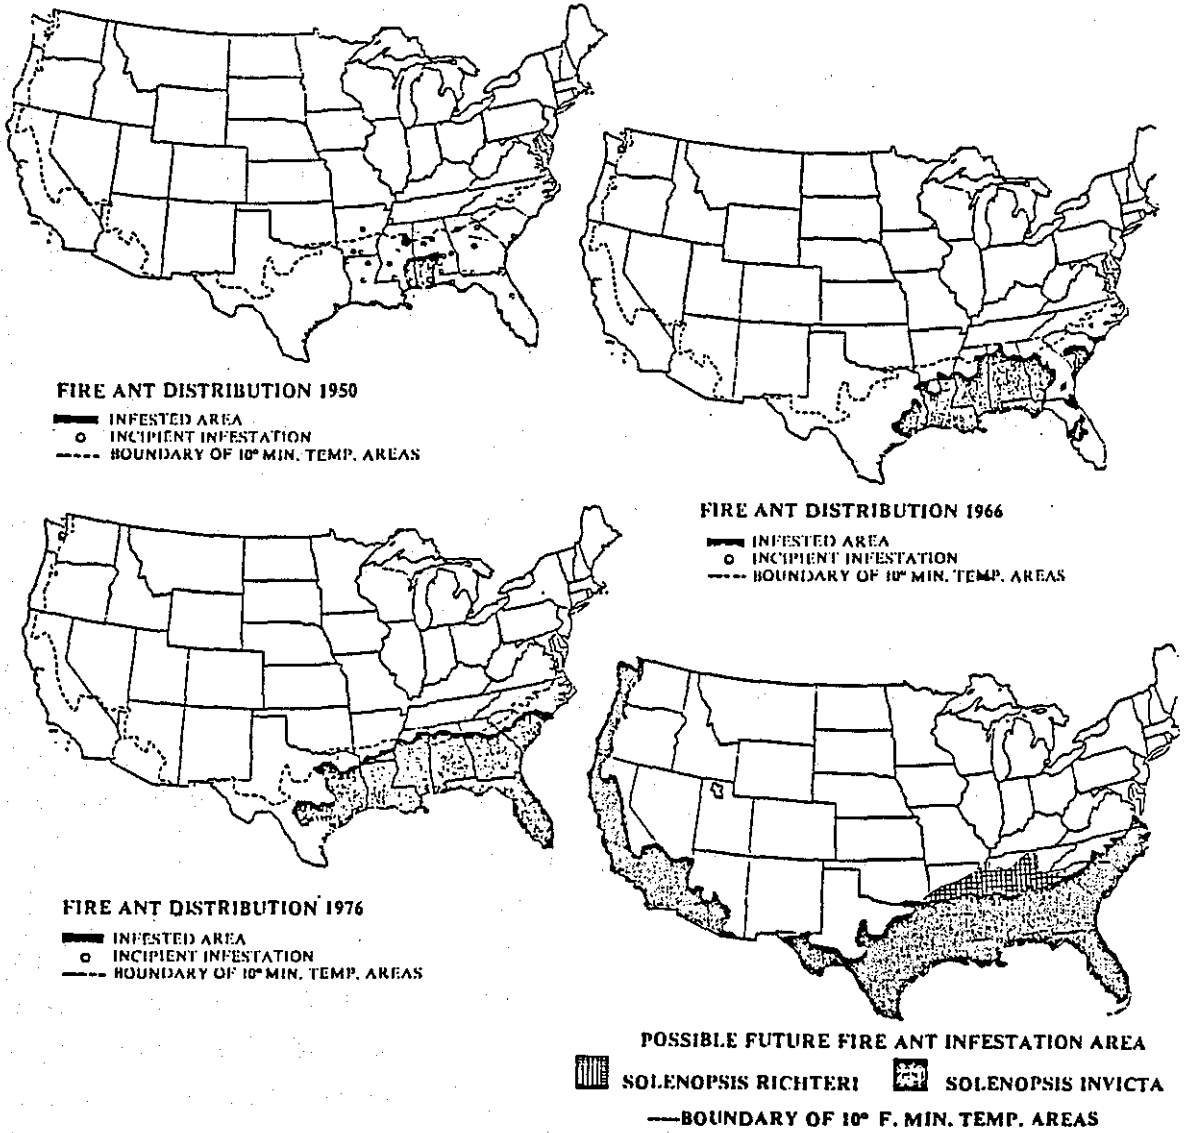 FIRE ANT DISTRIBUTION 1950
INFESTED AREA
INCIPIENT INFESTATION
BOUNDARY OF 10° MIN. TEMP. AREAS
FIRE ANT DISTRIBUTION 1966
INFESTED AREA
INCIPIENT INFESTATION
BOUNDARY OF 10° MIN. TEMP. AREAS
FIRE ANT DISTRIBUTION 1976
INFESTED AREA
INCIPIENT INFESTATION
BOUNDARY OF 10° MIN. TEMP. AREAS
POSSIBLE FUTURE FIRE ANT INFESTATION AREA
SOLENOPSIS RICHTERI SOLENOPSIS INVICTA
BOUNDARY OF 10° F. MIN. TEMP. AREAS